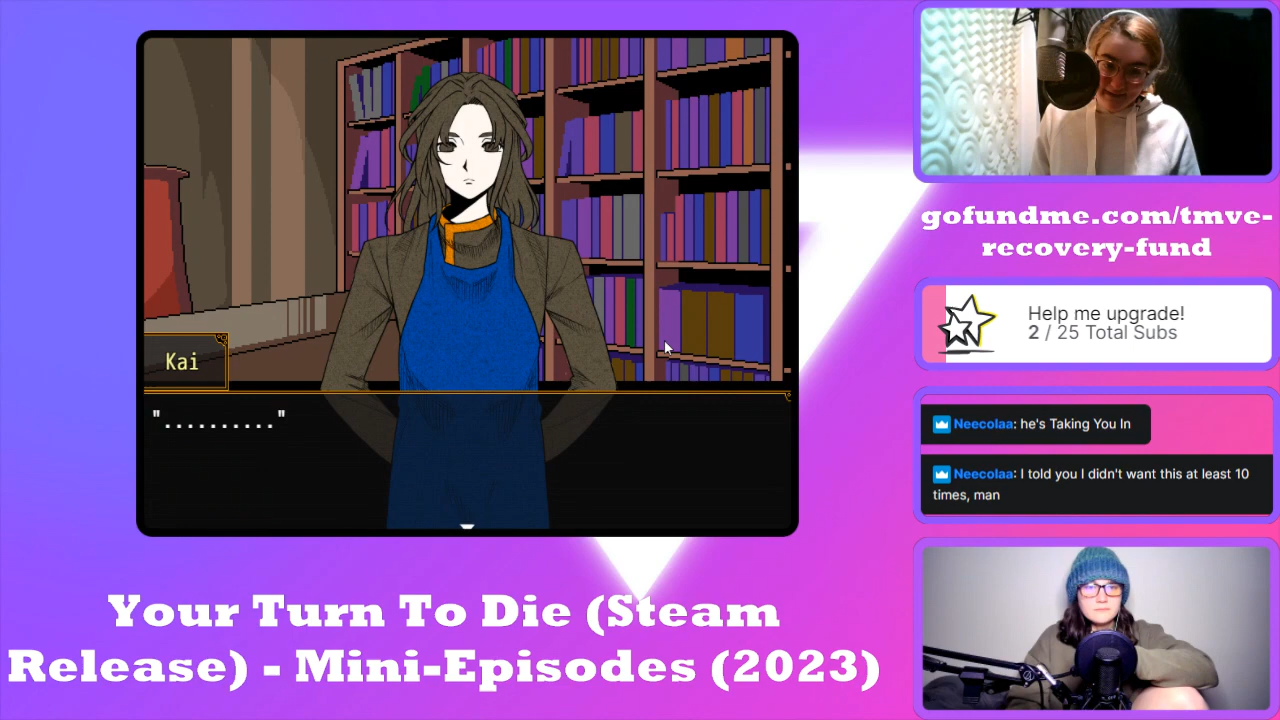 Kai
".........."
Your Turn To Die (Steam
Release) - Mini-Episodes (2023)
gofundme.com/tmve-
recovery-fund
Help me upgrade!
2 / 25 Total Subs
Neecolaa: he's Taking You In
Neecolaa: I told you I didn't want this at least 10
times, man